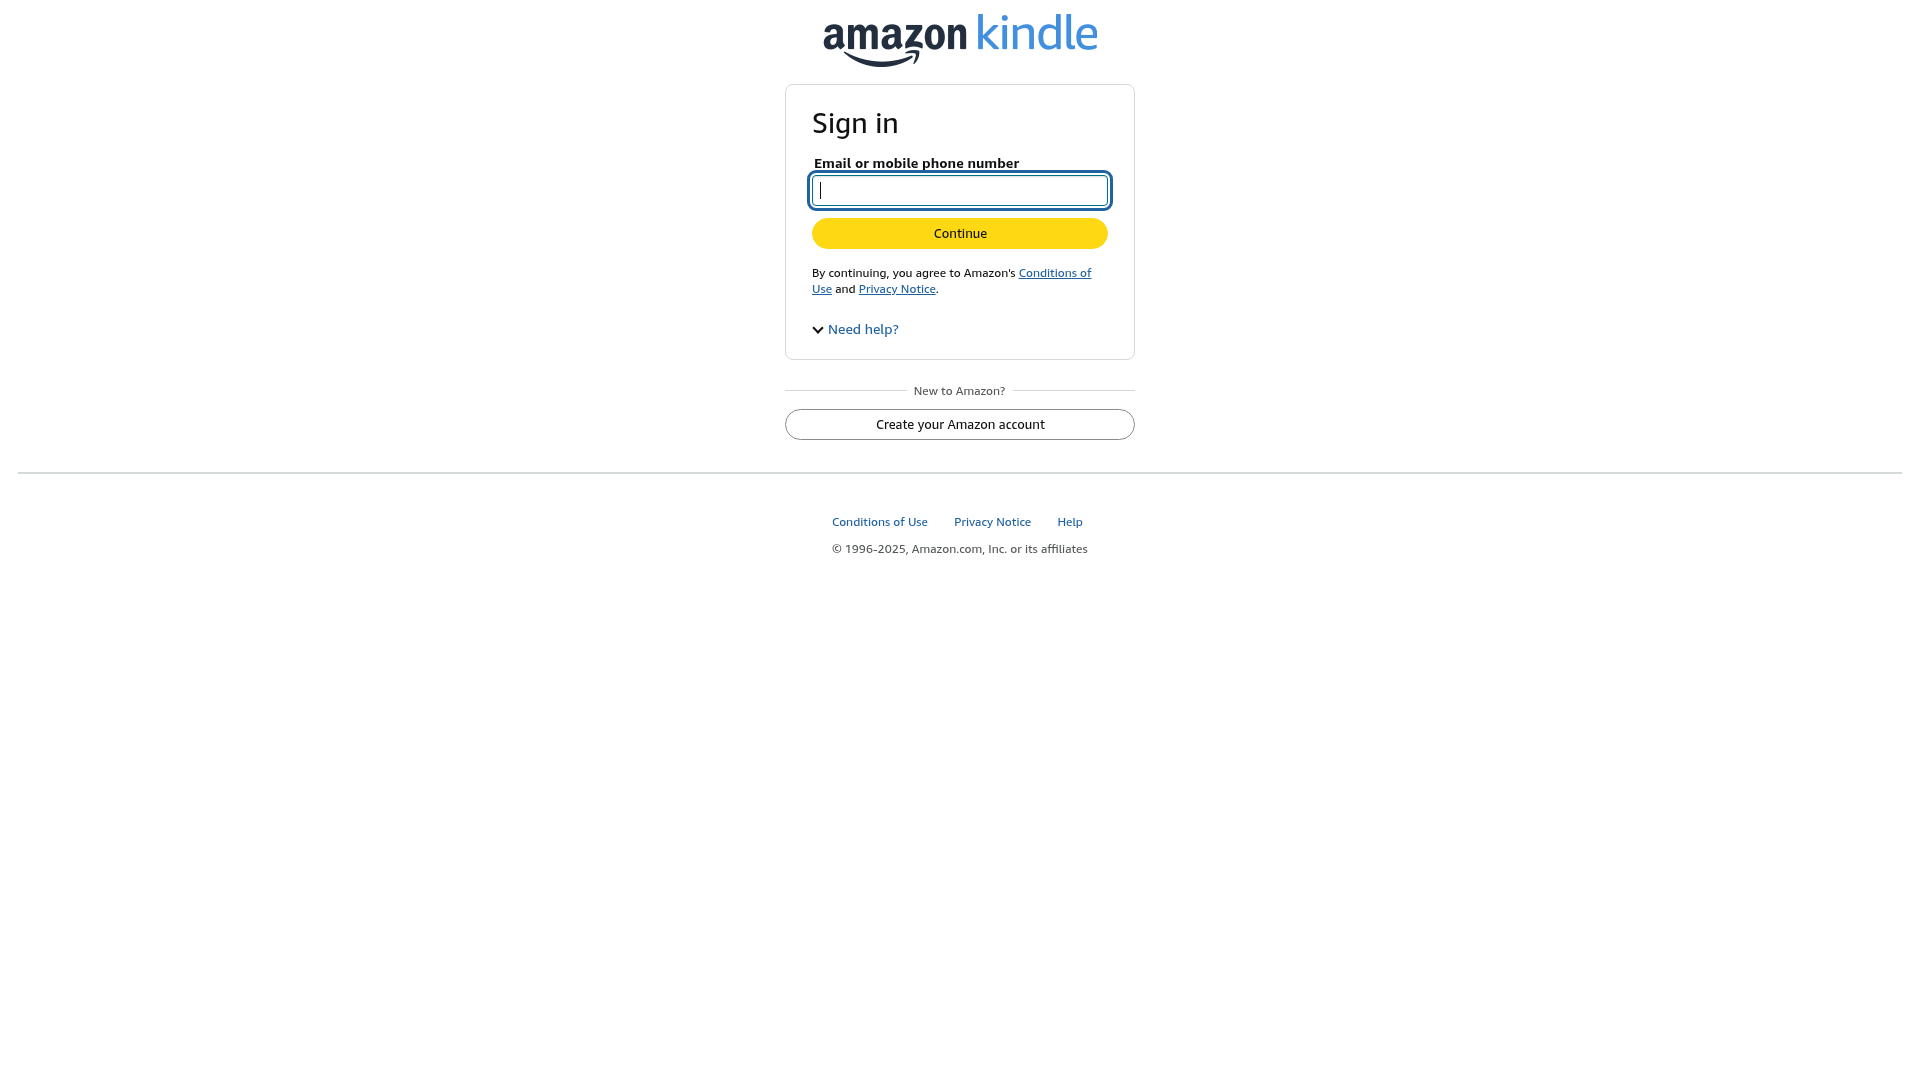 amazon kindle
Sign in
Email or mobile phone number
Continue
By continuing, you agree to Amazon's Conditions of
Use and Privacy Notice.
Need help?
New to Amazon?
Create your Amazon account
Conditions of Use Privacy Notice Help
© 1996-2025, Amazon.com, Inc. or its affiliates